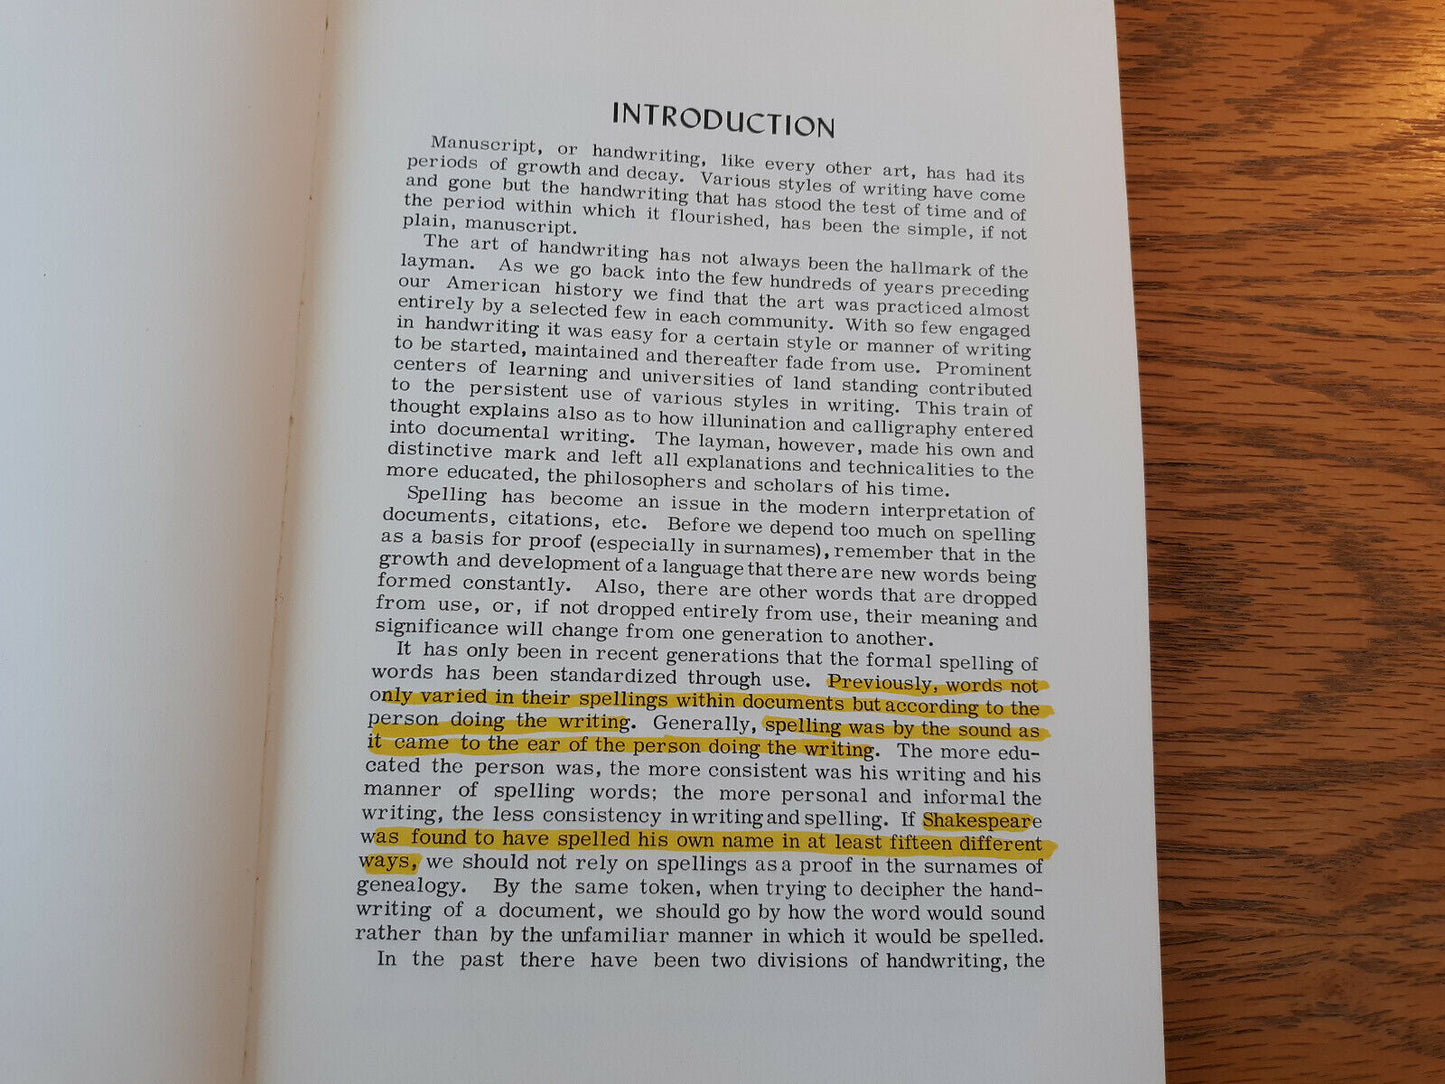 INTRODUCTION
Manuscript, or handwriting, like every other art, has had its
periods of growth and decay. Various styles of writing have come
and gone but the handwriting that has stood the test of time and of
the period within which it flourished, has been the simple, if not
plain, manuscript.
The art of handwriting has not always been the hallmark of the
layman. As we go back into the few hundreds of years preceding
our American history we find that the art was practiced almost
entirely by a selected few in each community. With so few engaged
in handwriting it was easy for a certain style or manner of writing
to be started, maintained and thereafter fade from use. Prominent
centers of learning and universities of land standing contributed
to the persistent use of various styles in writing. This train of
thought explains also as to how illunination and calligraphy entered
into documental writing. The layman, however, made his own and
distinctive mark and left all explanations and technicalities to the
more educated, the philosophers and scholars of his time.
Spelling has become an issue in the modern interpretation of
documents, citations, etc. Before we depend too much on spelling
as a basis for proof (especially in surnames), remember that in the
growth and development of a language that there are new words being
formed constantly. Also, there are other words that are dropped
from use, or, if not dropped entirely from use, their meaning and
significance will change from one generation to another.
It has only been in recent generations that the formal spelling of
words has been standardized through use. Previously, words not
only varied in their spellings within documents but according to the
person doing the writing. Generally, spelling was by the sound as
it came to the ear of the person doing the writing. The more edu-
cated the person was, the more consistent was his writing and his
manner of spelling words; the more personal and informal the
writing, the less consistency in writing and spelling. If Shakespeare
was found to have spelled his own name in at least fifteen different
ways, we should not rely on spellings as a proof in the surnames of
genealogy. By the same token, when trying to decipher the hand-
writing of a document, we should go by how the word would sound
rather than by the unfamiliar manner in which it would be spelled.
In the past there have been two divisions of handwriting, the